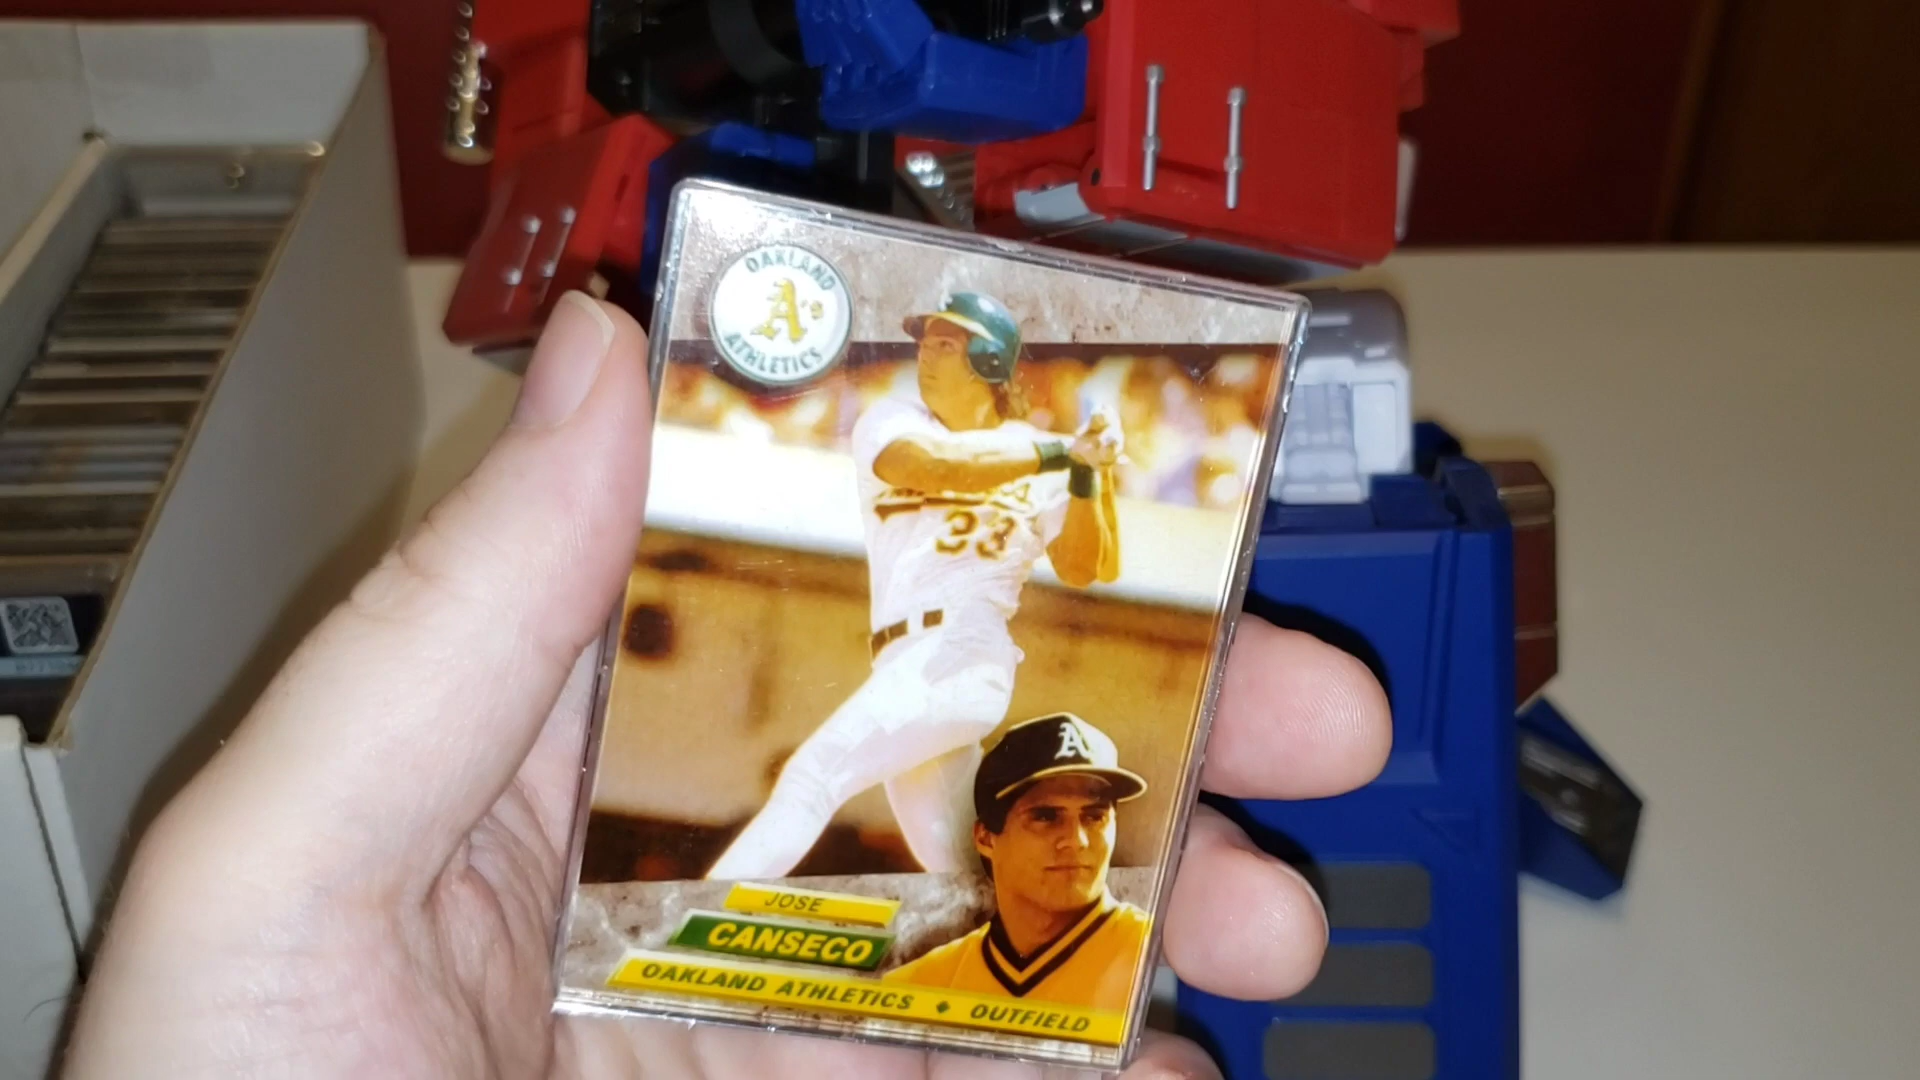 OAKLAND
A's
ATHLETICS
33
A
JOSE
CANSECO
OAKLAND ATHLETICS ♦ OUTFIELD